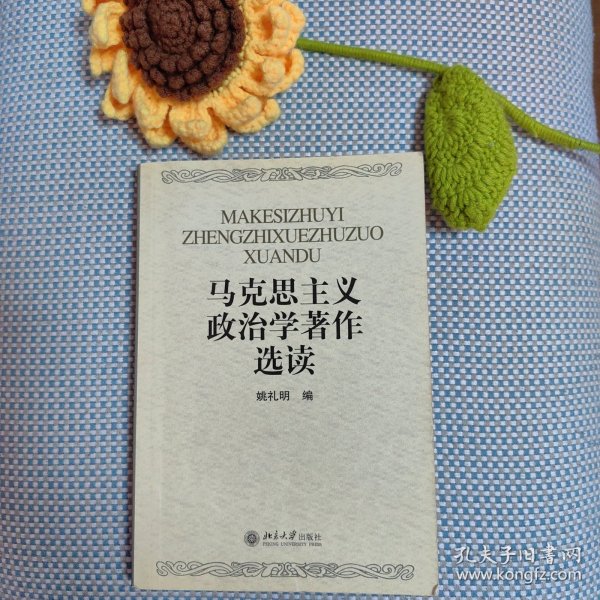 MAKESIZHUYI
ZHENGZHIXUEZHUZUO
XUANDU
马克思主义
政治学著作
选读
姚礼明 编
北京大学出版社
PEKING UNIVERSITY PRESS
孔夫子旧书网
www.kongfz.com